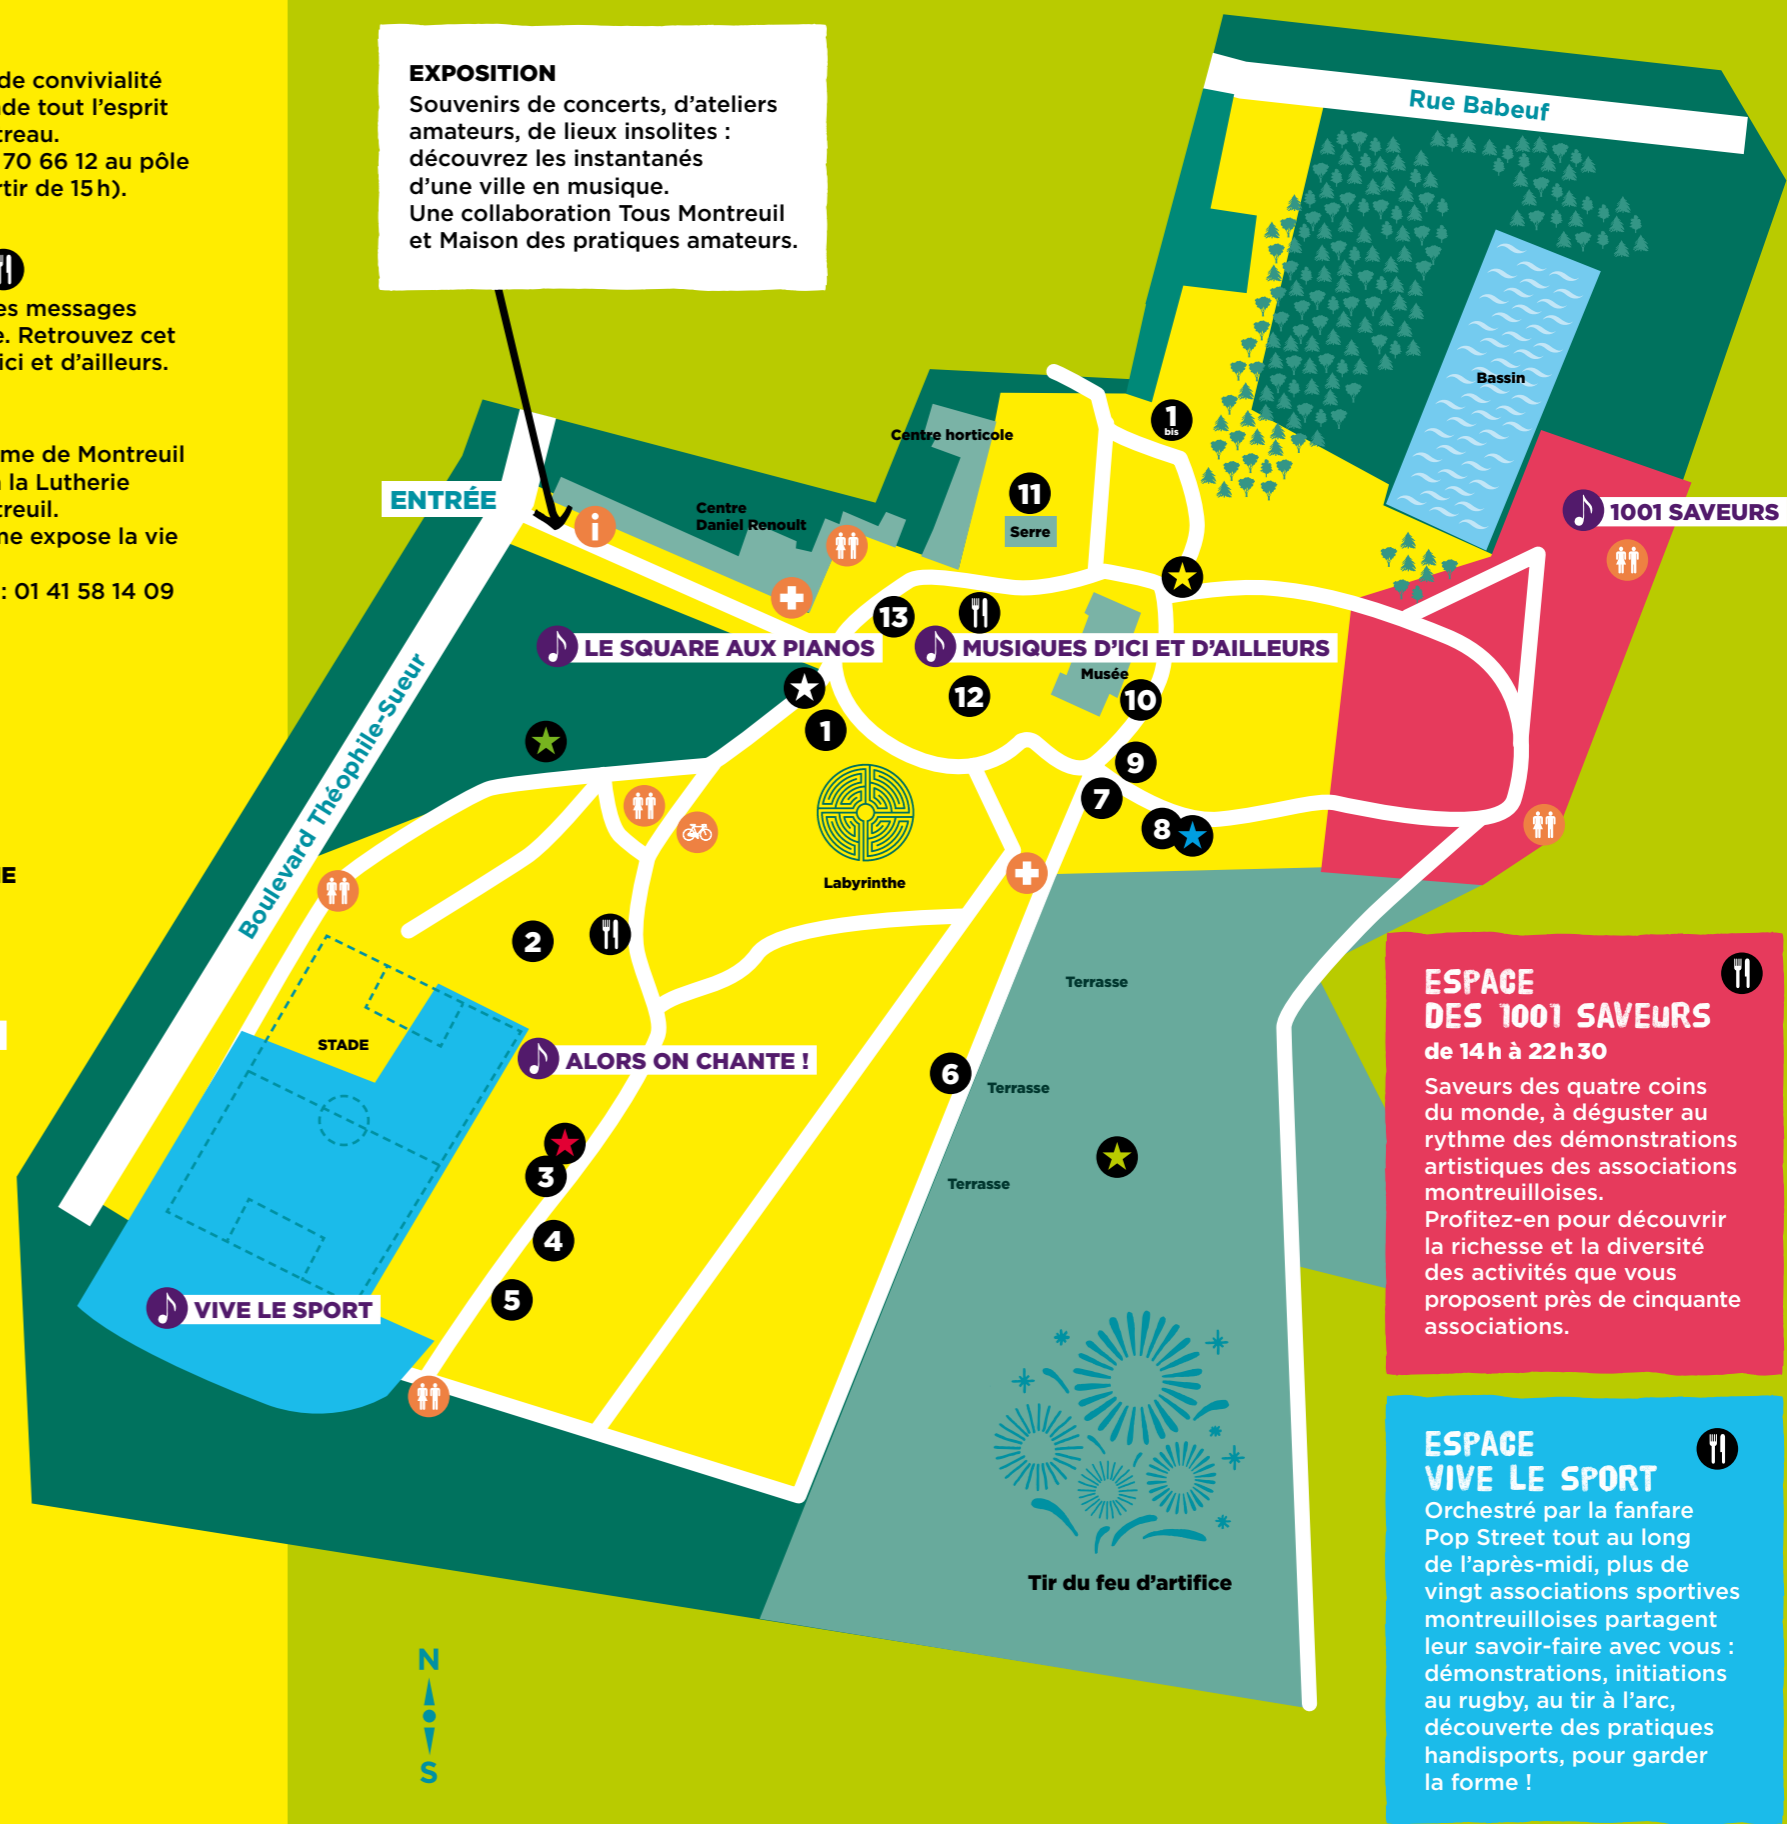 de convivialité
de tout l'esprit
treau.
70 66 12 au pôle
rtir de 15 h).
es messages
e. Retrouvez cet
ici et d'ailleurs.
me de Montreuil
la Lutherie
treuil.
ne expose la vie
: 01 41 58 14 09
E
EXPOSITION
Souvenirs de concerts, d'ateliers
amateurs, de lieux insolites :
découvrez les instantanés
d'une ville en musique.
Une collaboration Tous Montreuil
et Maison des pratiques amateurs.
Rue Babeuf
Bassin
1
bis
Centre horticole
11
Serre
ENTRÉE
i
Centre
Daniel Renoult
1001 SAVEURS
13
LE SQUARE AUX PIANOS
MUSIQUES D'ICI ET D'AILLEURS
Musée
12
10
1
9
7
8
Boulevard Théophile-Sueur
Labyrinthe
2
STADE
ALORS ON CHANTE !
Terrasse
6
Terrasse
Terrasse
3
4
5
VIVE LE SPORT
Tir du feu d'artifice
N
S
ESPACE
DES 1001 SAVEURS
de 14 h à 22 h 30
Saveurs des quatre coins
du monde, à déguster au
rythme des démonstrations
artistiques des associations
montreuilloises.
Profitez-en pour découvrir
la richesse et la diversité
des activités que vous
proposent près de cinquante
associations.
ESPACE
VIVE LE SPORT
Orchestré par la fanfare
Pop Street tout au long
de l'après-midi, plus de
vingt associations sportives
montreuilloises partagent
leur savoir-faire avec vous :
démonstrations, initiations
au rugby, au tir à l'arc,
découverte des pratiques
handisports, pour garder
la forme !